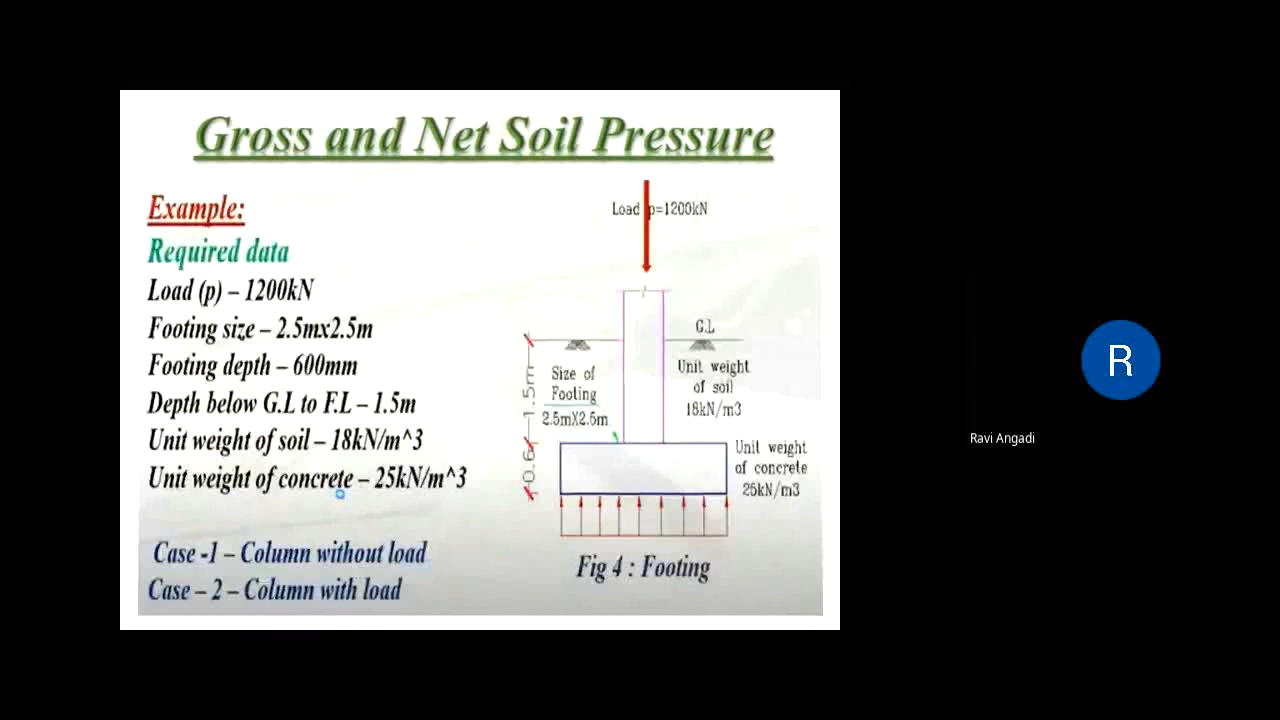 Gross and Net Soil Pressure
Example:
Required data
Load (p) – 1200kN
Footing size – 2.5mx2.5m
Footing depth – 600mm
Depth below G.L to F.L – 1.5m
Unit weight of soil – 18kN/m^3
Unit weight of concrete – 25kN/m^3
Case -1 – Column without load
Case – 2 – Column with load
Load p=1200kN
G.L
1.5m
Size of
Footing
2.5mX2.5m
Unit weight
of soil
18kN/m3
0.6
Unit weight
of concrete
25kN/m3
Fig 4 : Footing
R
Ravi Angadi